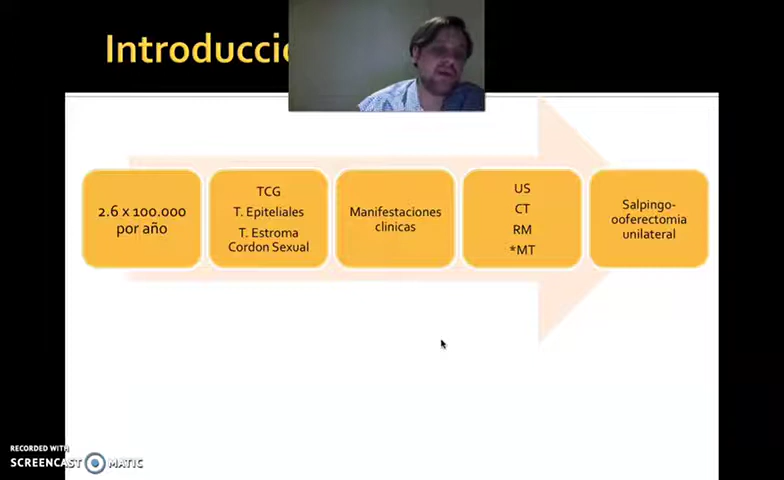 Introducci
2.6 x 100.000
por año
TCG
T. Epiteliales
T. Estroma
Cordon Sexual
Manifestaciones
clinicas
US
CT
RM
*MT
Salpingo-
ooferectomia
unilateral
RECORDED WITH
SCREENCAST MATIC